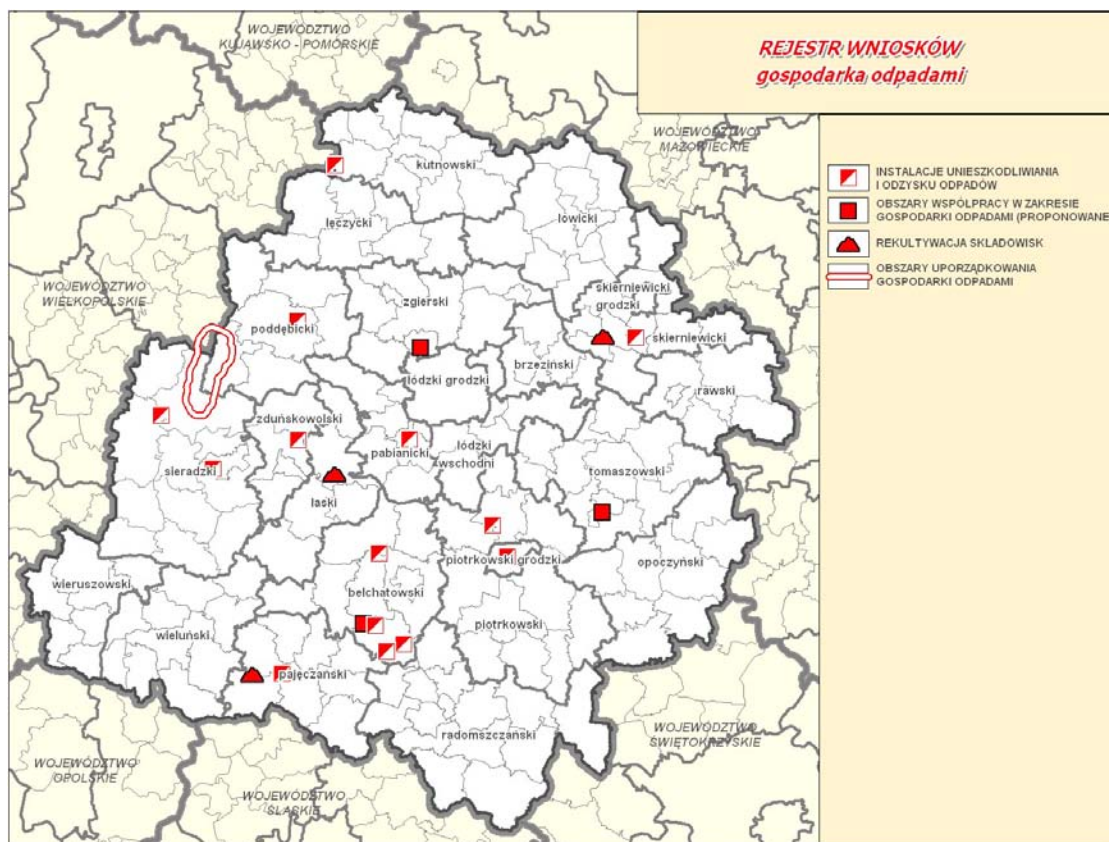 REJESTR WNIOSKÓW
gospodarka odpadami
INSTALACJE UNIESZKODLIWIANIA
I ODZYSKU ODPADÓW
OBSZARY WSPÓŁPRACY W ZAKRESIE
GOSPODARKI ODPADAMI (PROPONOWANE
REKULTYWACJA SKŁADOWISK
OBSZARY UPORZĄDKOWANIA
GOSPODARKI ODPADAMI
WOJEWÓDZTWO
KUJAWSKO - POMORSKIE
WOJEWÓDZTWO
MAZOWIECKIE
kutnowski
łęczycki
łowicki
WOJEWÓDZTWO
WIELKOPOLSKIE
zgierski
skierniewicki
grodzki
poddębicki
skierniewicki
brzeziński
łódzki grodzki
rawski
zduńskowolski
łódzki
wschodni
pabianicki
sieradzki
tomaszowski
łaski
piotrkowski grodzki
opoczyński
wieruszowski
bełchatowski
wieluński
piotrkowski
pajęczański
radomszczański
WOJEWÓDZTWO
ŚWIĘTOKRZYSKIE
WOJEWÓDZTWO
OPOLSKIE
WOJEWÓDZTWO
ŚLĄSKIE